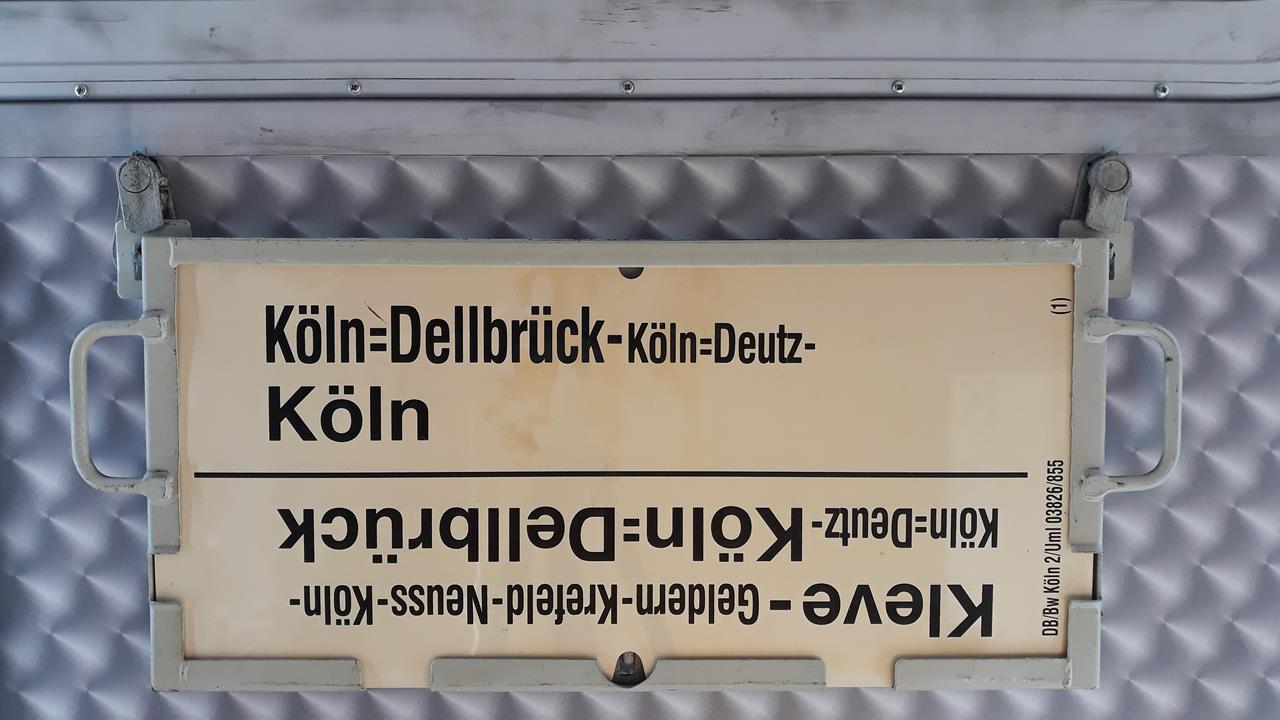 Köln=Dellbrück-Köln=Deutz-
Köln
(1)
Kleve-Geldern-Krefeld-Neuss-Köln-
Köln=Deutz-Köln=Dellbrück
DB/Bw Köln 2/Uml 03826/855